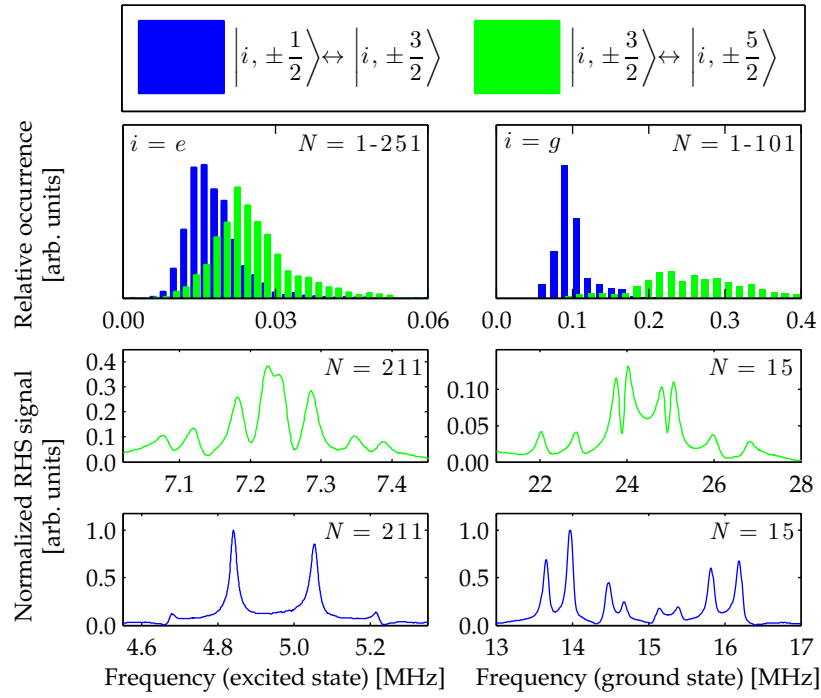 |i, ±1/2⟩↔|i, ±3/2⟩ |i, ±3/2⟩↔|i, ±5/2⟩
Relative occurrence
[arb. units]
i = e N = 1-251
0.00 0.03 0.06
i = g N = 1-101
0.0 0.1 0.2 0.3 0.4
Normalized RHS signal
[arb. units]
N = 211
0.4
0.3
0.2
0.1
0.0
7.1 7.2 7.3 7.4
N = 15
0.10
0.05
0.00
22 24 26 28
N = 211
1.0
0.5
0.0
4.6 4.8 5.0 5.2
Frequency (excited state) [MHz]
N = 15
1.0
0.5
0.0
13 14 15 16 17
Frequency (ground state) [MHz]